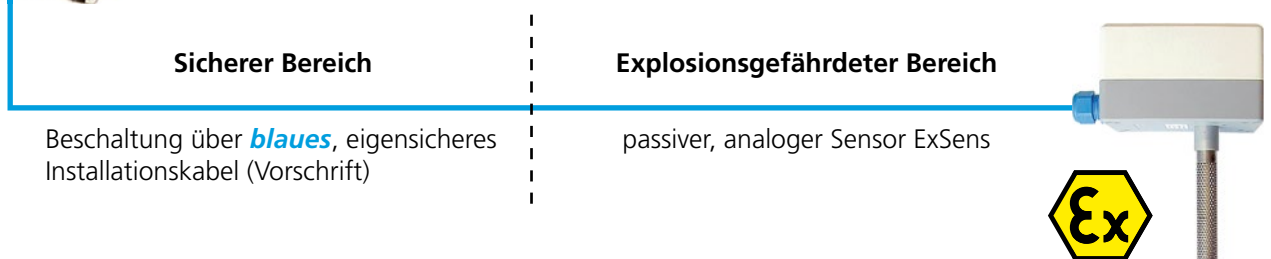 Sicherer Bereich
Explosionsgefährdeter Bereich
Beschaltung über blaues, eigensicheres
Installationskabel (Vorschrift)
passiver, analoger Sensor ExSens
Ex